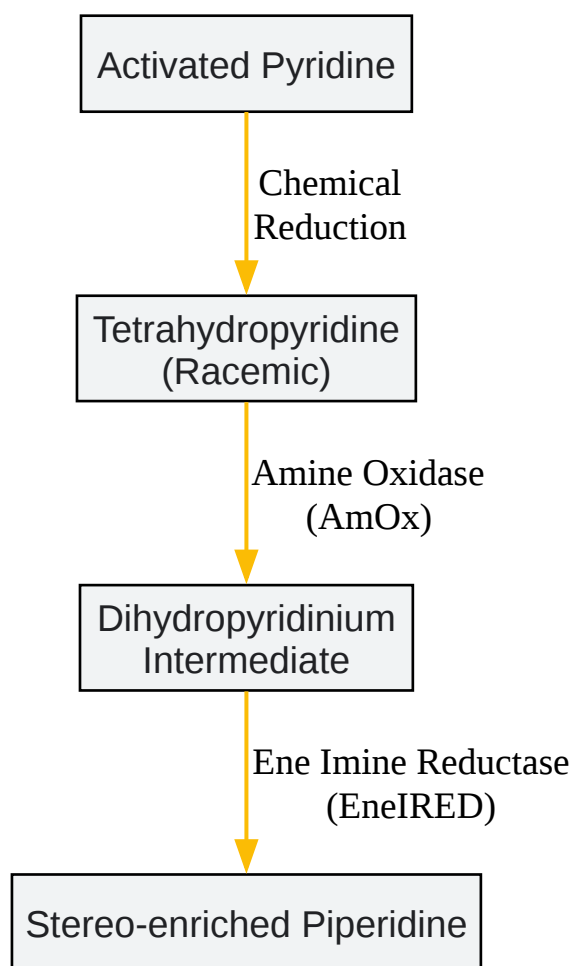 Activated Pyridine
Chemical
Reduction
Tetrahydropyridine
(Racemic)
Amine Oxidase
(AmOx)
Dihydropyridinium
Intermediate
Ene Imine Reductase
(EneIRED)
Stereo-enriched Piperidine